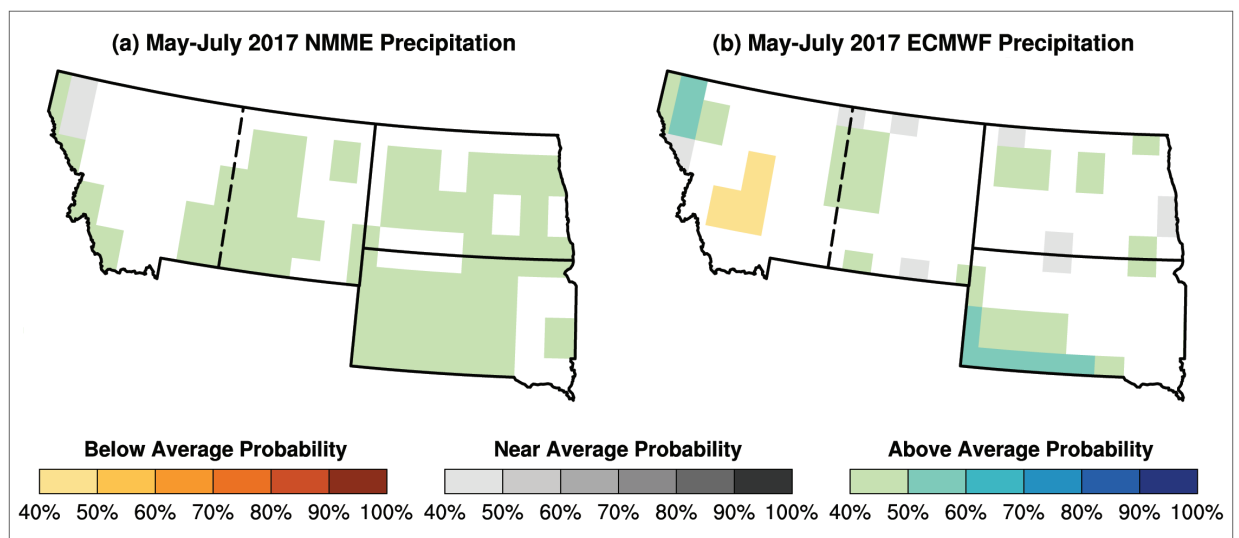 (a) May-July 2017 NMME Precipitation
(b) May-July 2017 ECMWF Precipitation
Below Average Probability
40% 50% 60% 70% 80% 90% 100%
Near Average Probability
40% 50% 60% 70% 80% 90% 100%
Above Average Probability
40% 50% 60% 70% 80% 90% 100%